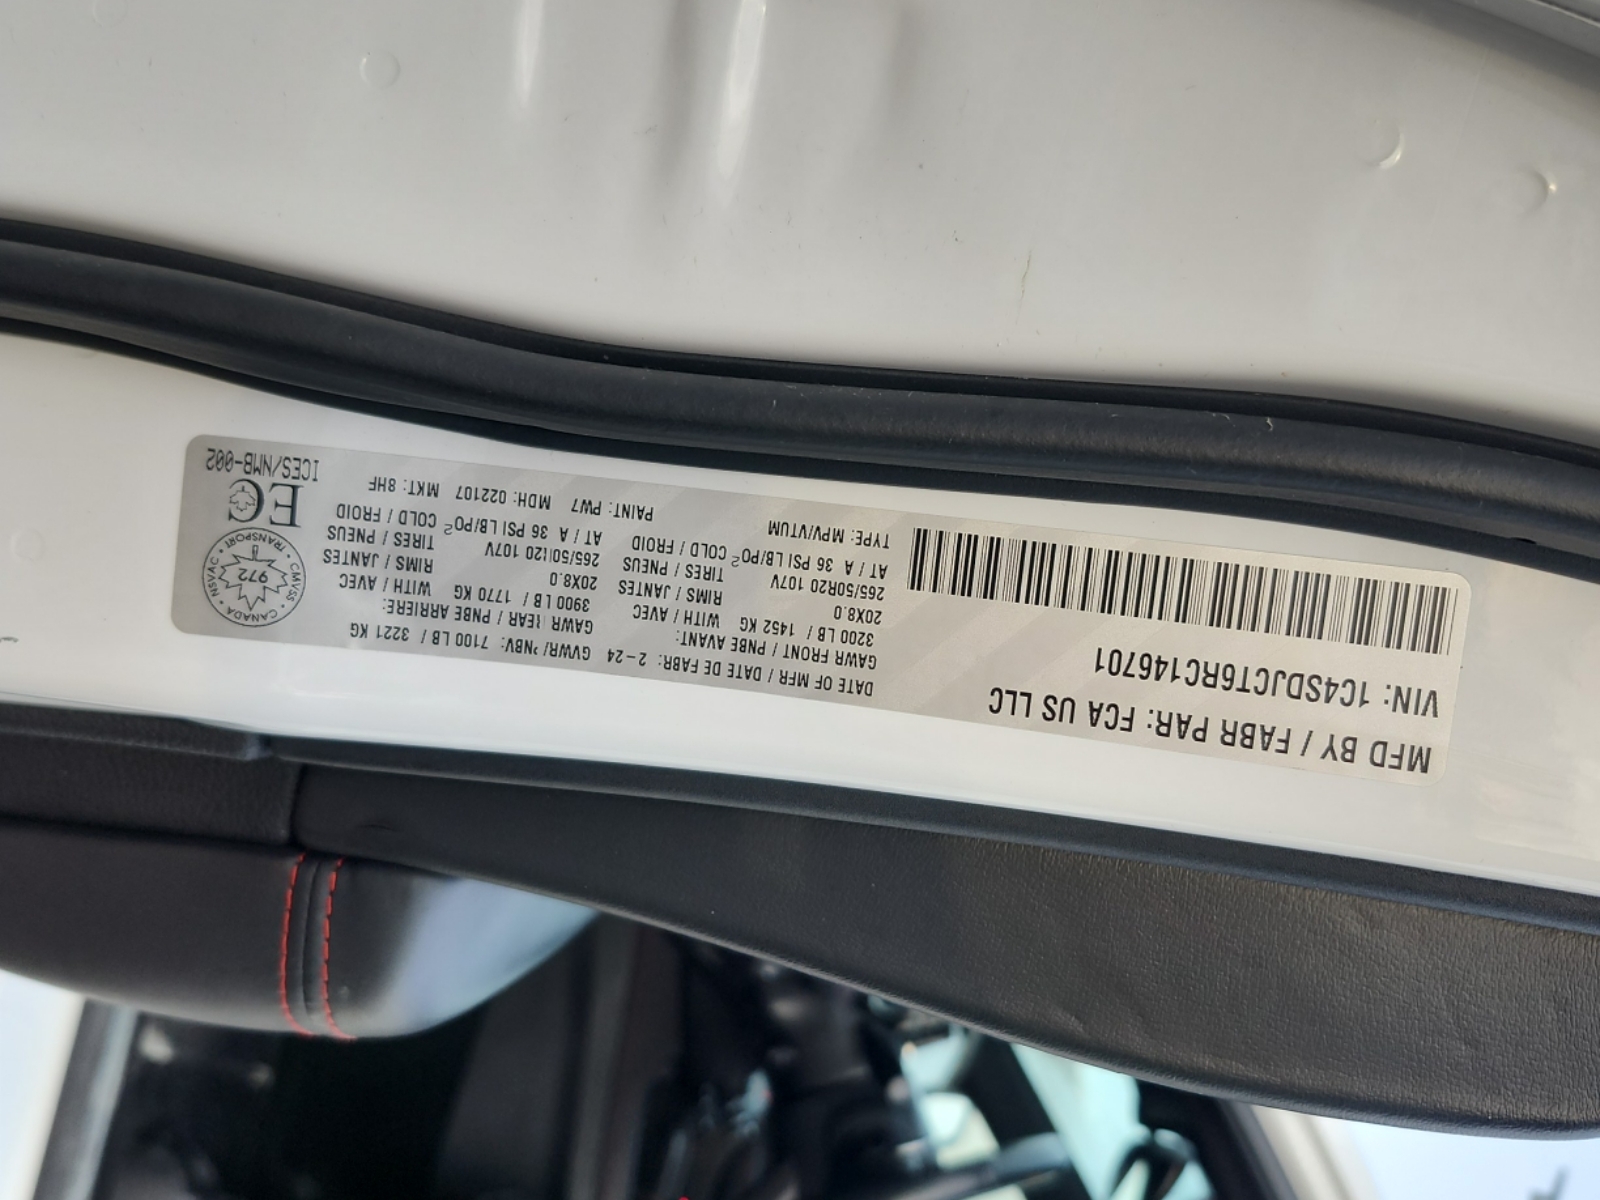 MFD BY / FABR PAR: FCA US LLC
VIN: 1C4SDJCT6RC146701
DATE OF MFR / DATE DE FABR: 2-24 GVWR/ PNBV: 7100 LB / 3221 KG
GAWR FRONT / PNBE AVANT:
3200 LB / 1452 KG WITH / AVEC
20X8.0 RIMS / JANTES
265/50R20 107V TIRES / PNEUS
AT / A 36 PSI LB/PO² COLD / FROID
TYPE: MPV/VTUM
GAWR REAR / PNBE ARRIERE:
3900 LB / 1770 KG WITH / AVEC
20X8.0 RIMS / JANTES
265/50R20 107V TIRES / PNEUS
AT / A 36 PSI LB/PO² COLD / FROID
PAINT: PW7 MDH: 022107 MKT: 8HF
CANADA • CMVSS • TRANSPORT • NSVAC •
972
EC
ICES/NMB-002